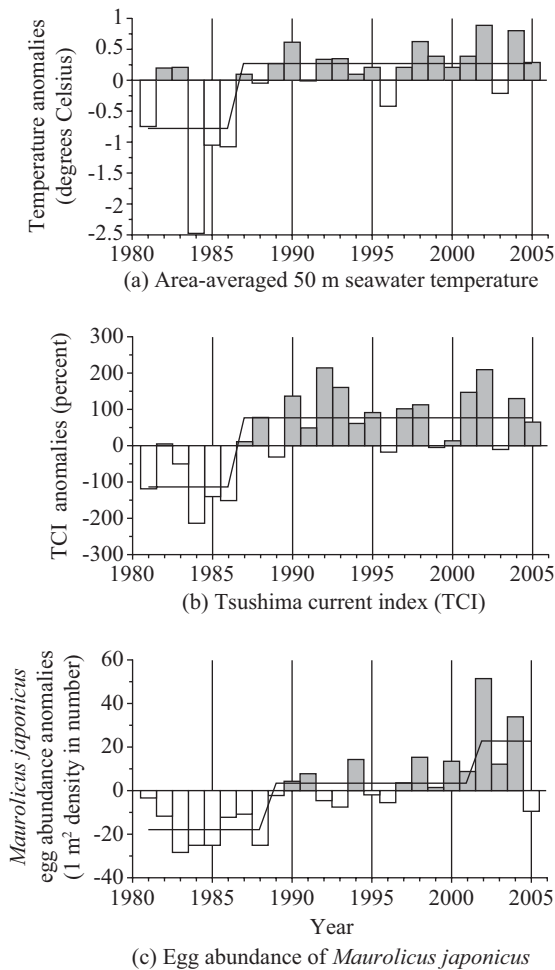 Temperature anomalies
(degrees Celsius)
1
0.5
0
-0.5
-1
-1.5
-2
-2.5
1980 1985 1990 1995 2000 2005
(a) Area-averaged 50 m seawater temperature
TCI anomalies (percent)
300
200
100
0
-100
-200
-300
1980 1985 1990 1995 2000 2005
(b) Tsushima current index (TCI)
Maurolicus japonicus
egg abundance anomalies
(1 m² density in number)
60
40
20
0
-20
-40
1980 1985 1990 1995 2000 2005
Year
(c) Egg abundance of Maurolicus japonicus